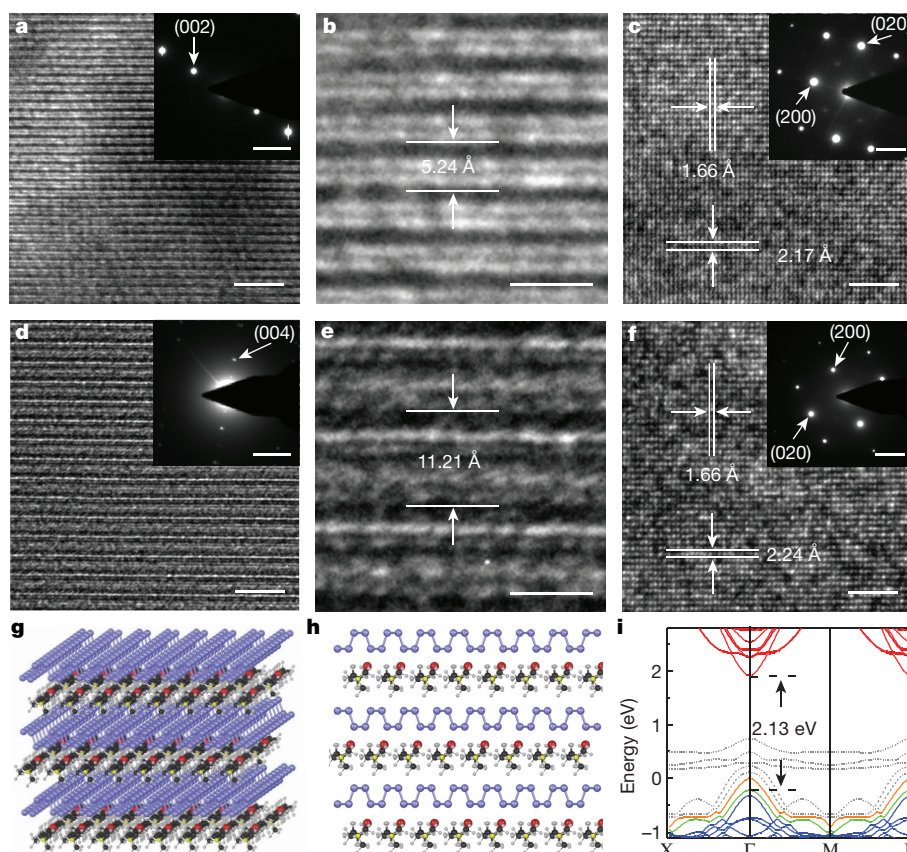 a
(002)
b
5.24 Å
c
(020
(200)
1.66 Å
2.17 Å
d
(004)
e
11.21 Å
f
(200)
(020)
1.66 Å
2.24 Å
g
h
i
Energy (eV)
2
1
0
–1
2.13 eV
X
Γ
M